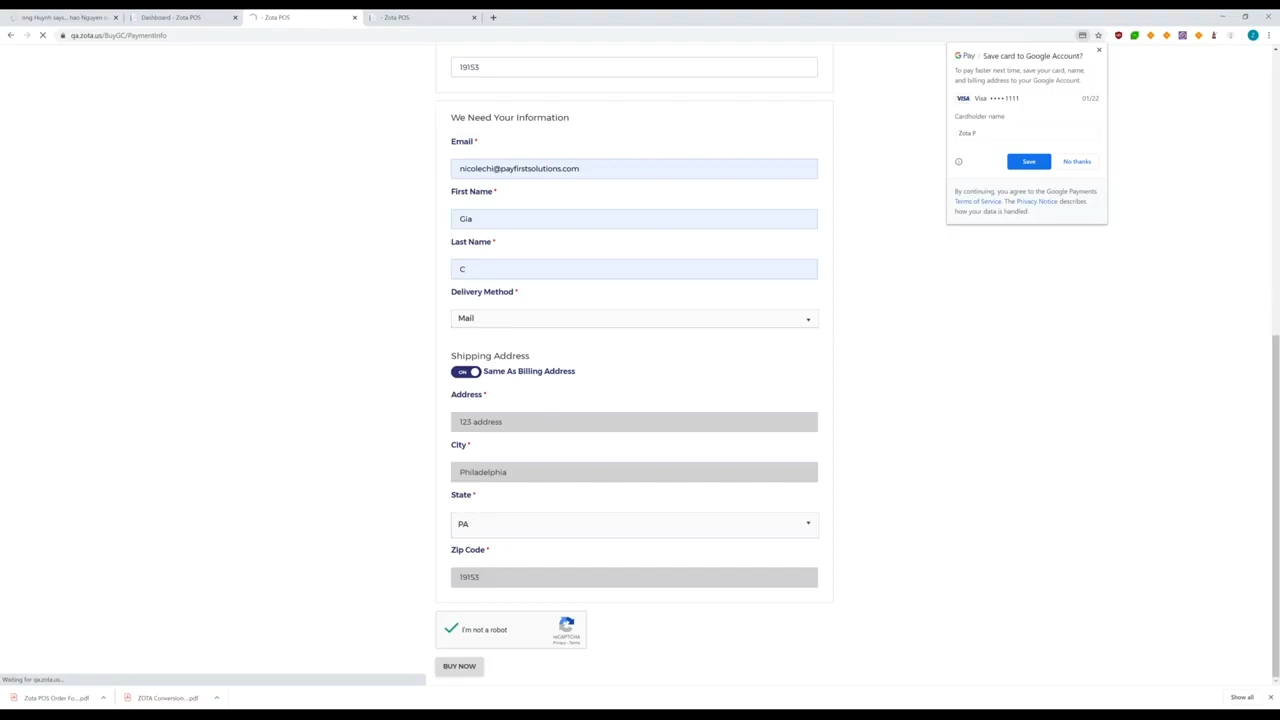 ong Huynh says... hao Nguyen s
Dashboard - Zota POS
- Zota POS
- Zota POS
qa.zota.us/BuyGC/PaymentInfo
19153
We Need Your Information
Email *
nicolechi@payfirstsolutions.com
First Name *
Gia
Last Name *
C
Delivery Method *
Mail
Shipping Address
ON Same As Billing Address
Address *
123 address
City *
Philadelphia
State *
PA
Zip Code *
19153
I'm not a robot
reCAPTCHA
Privacy - Terms
BUY NOW
G Pay Save card to Google Account?
To pay faster next time, save your card, name,
and billing address to your Google Account.
VISA Visa •••• 1111 01/22
Cardholder name
Zota P.
Save No thanks
By continuing, you agree to the Google Payments
Terms of Service. The Privacy Notice describes
how your data is handled.
Waiting for qa.zota.us...
Zota POS Order Fo....pdf
ZOTA Conversion....pdf
Show all